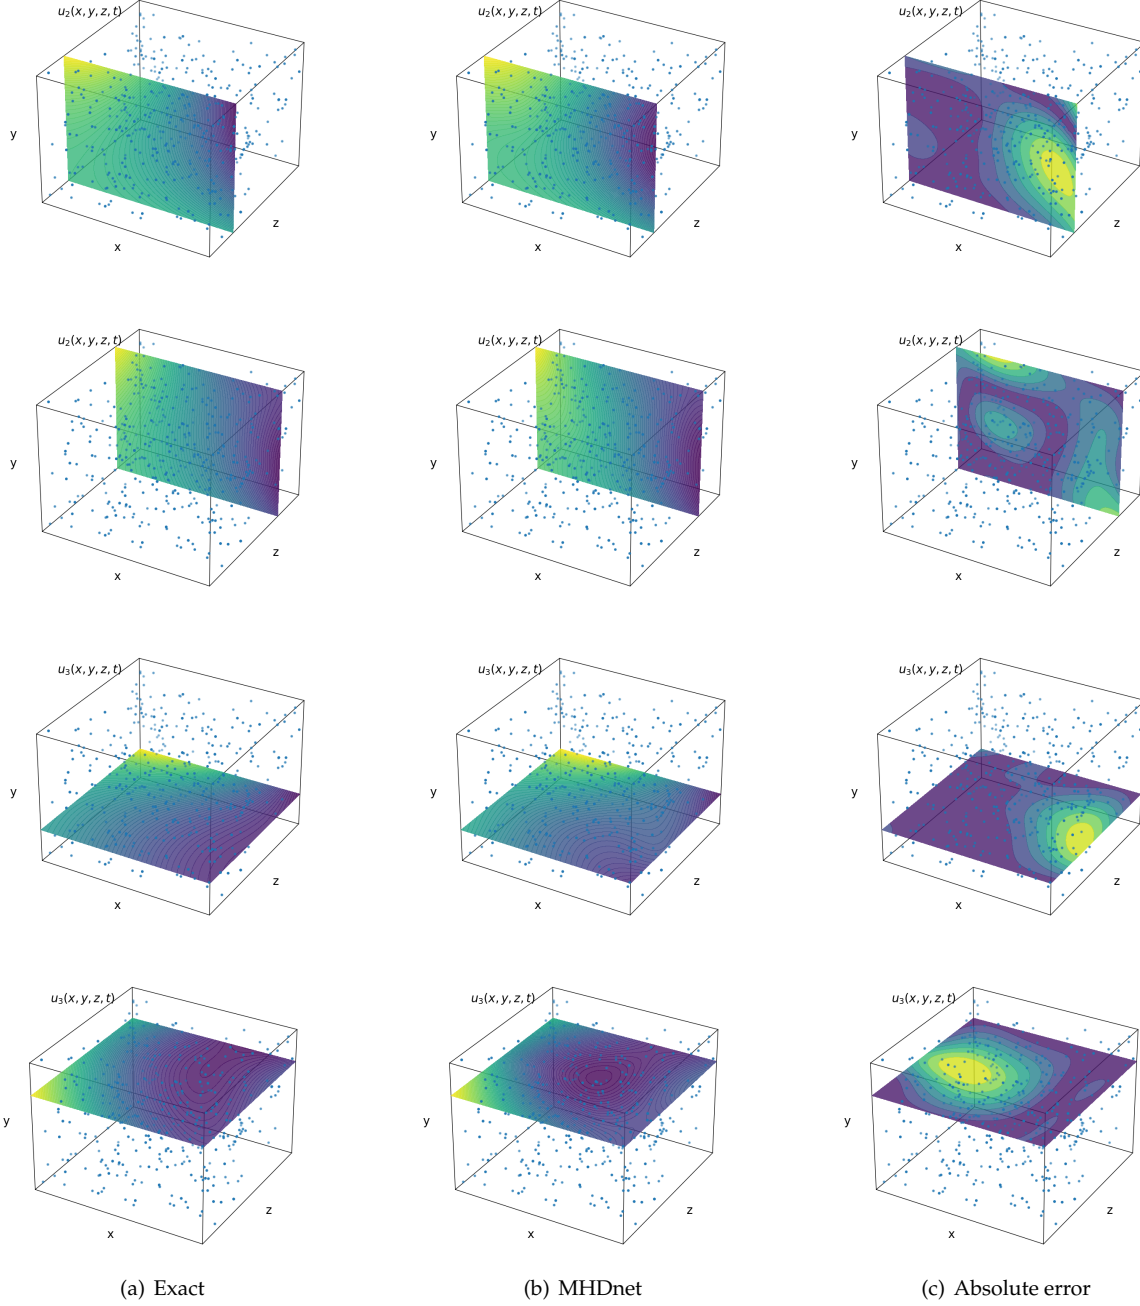 u₂(x, y, z, t)
u₂(x, y, z, t)
u₂(x, y, z, t)
y
y
y
z
z
z
x
x
x
u₂(x, y, z, t)
u₂(x, y, z, t)
u₂(x, y, z, t)
y
y
y
z
z
z
x
x
x
u₃(x, y, z, t)
u₃(x, y, z, t)
u₃(x, y, z, t)
y
y
y
z
z
z
x
x
x
u₃(x, y, z, t)
u₃(x, y, z, t)
u₃(x, y, z, t)
y
y
y
z
z
z
x
x
x
(a) Exact
(b) MHDnet
(c) Absolute error